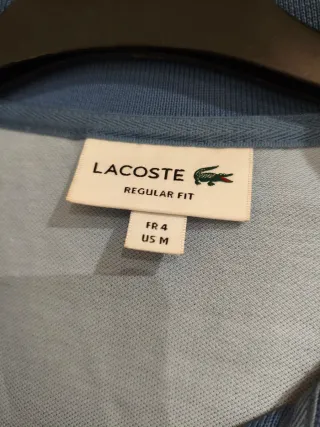 LACOSTE
REGULAR FIT
FR 4
US M